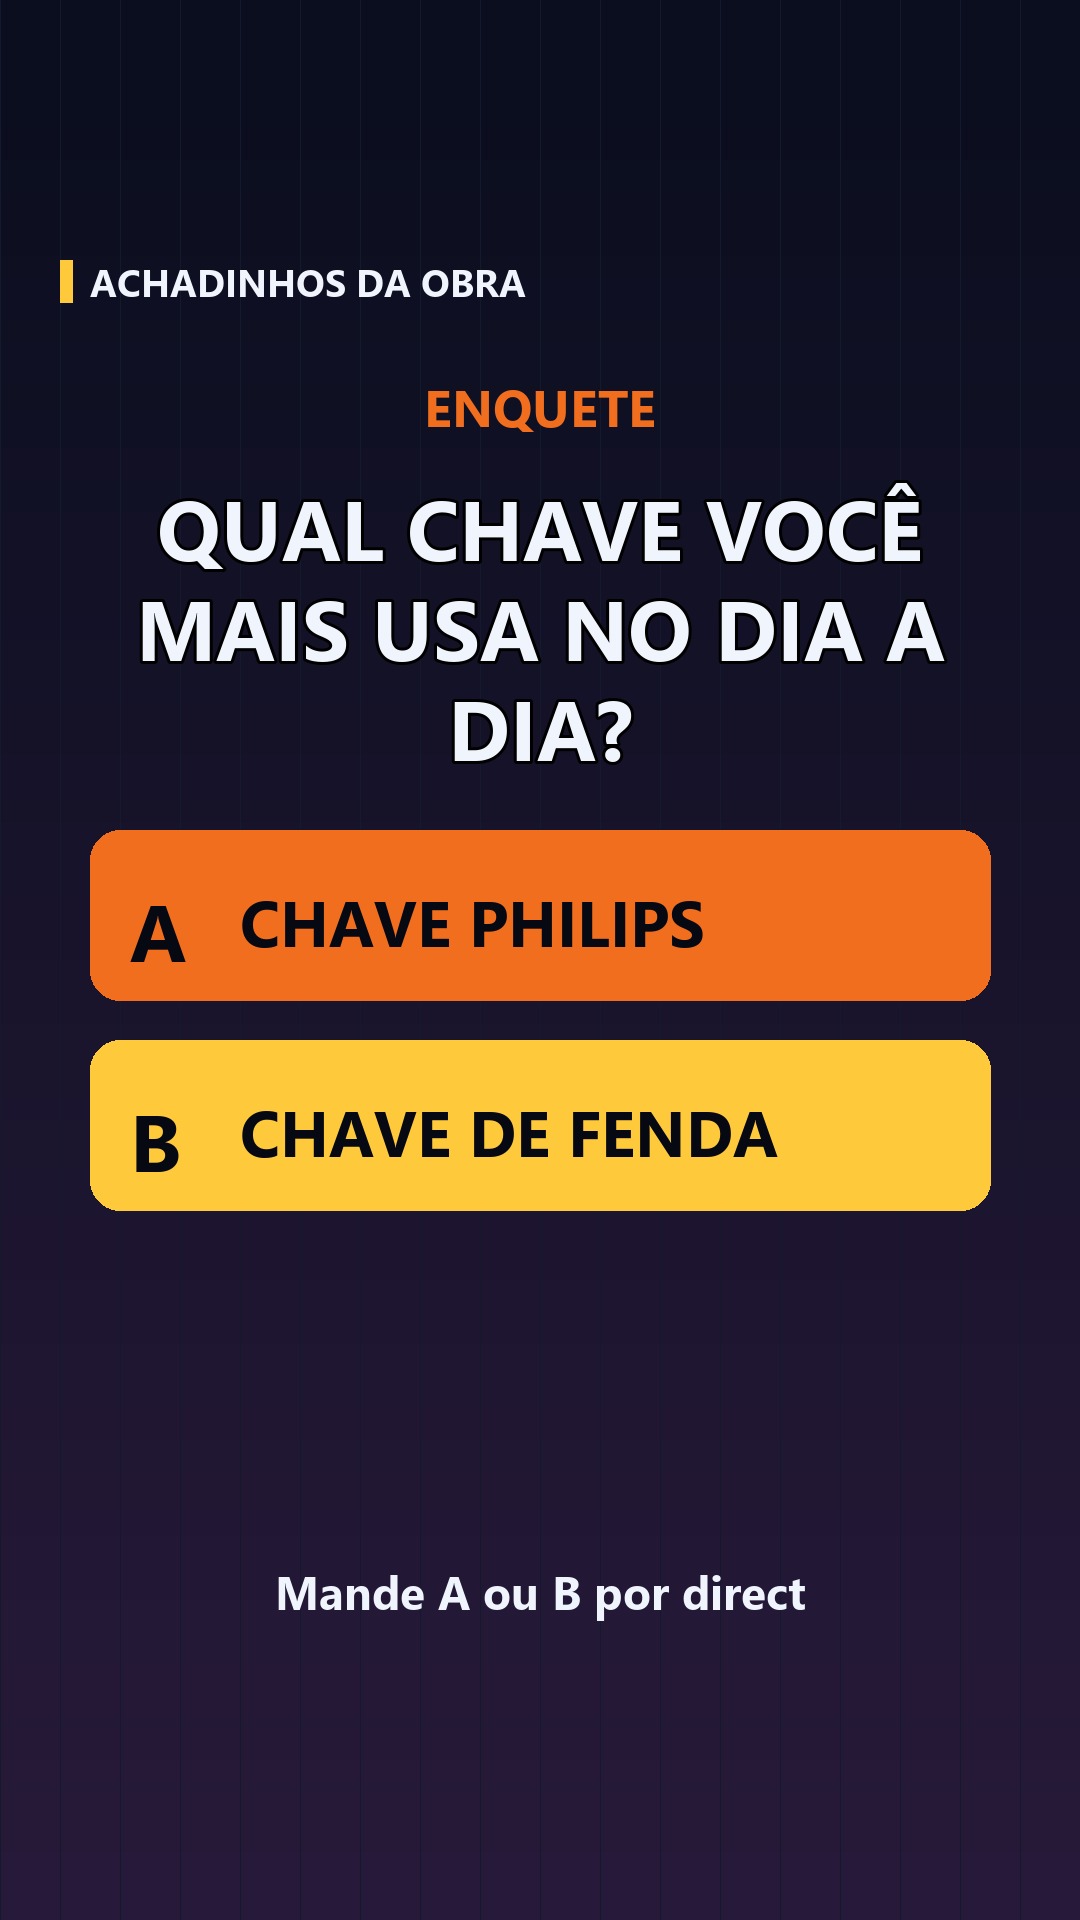 ACHADINHOS DA OBRA
ENQUETE
QUAL CHAVE VOCÊ
MAIS USA NO DIA A
DIA?
A CHAVE PHILIPS
B CHAVE DE FENDA
Mande A ou B por direct